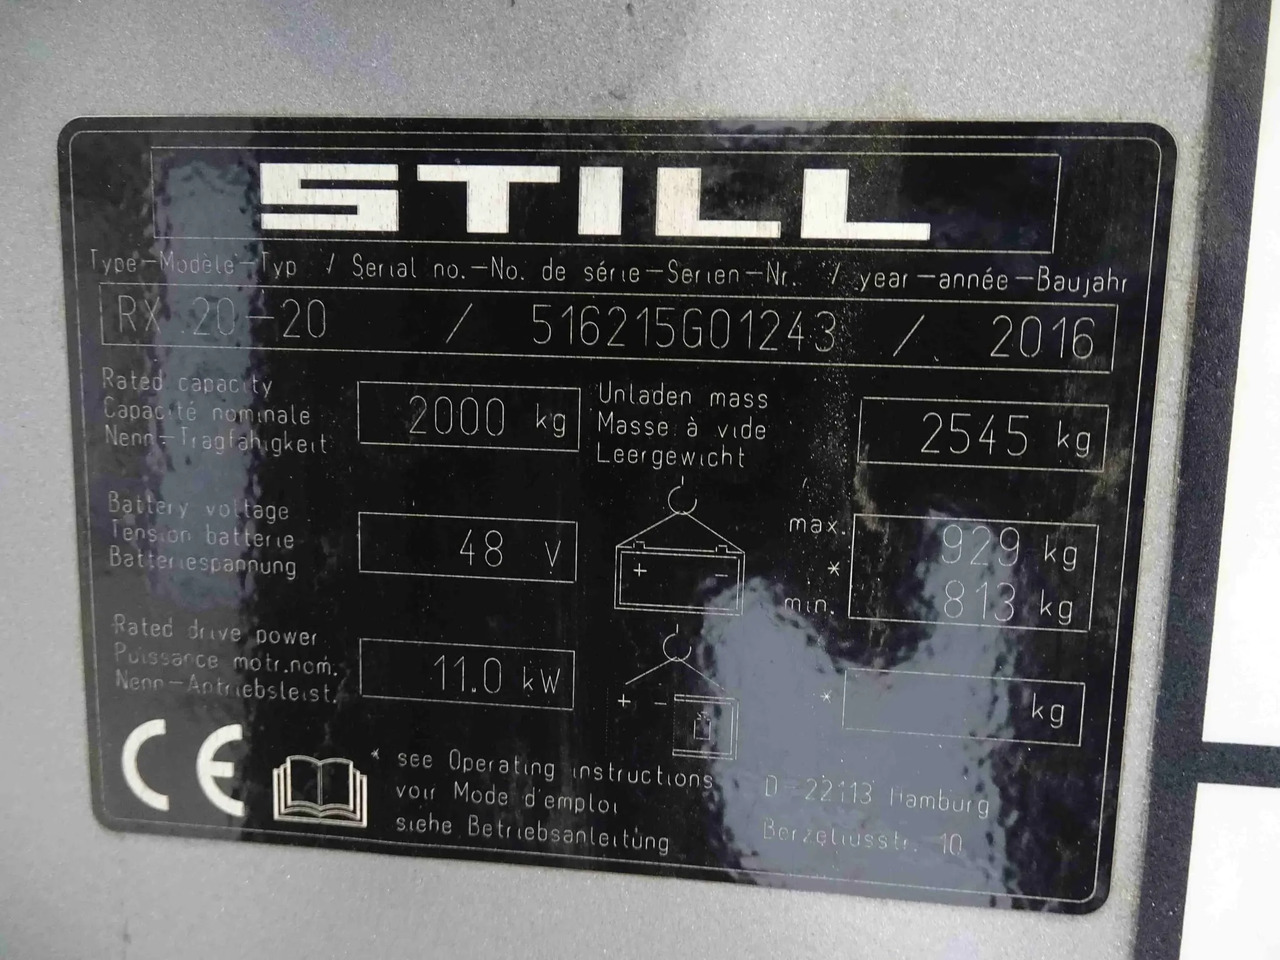 STILL
Type-Modèle-Typ / Serial no.-No. de série-Serien-Nr. / year-année-Baujahr
RX 20-20 / 516215G01243 / 2016
Rated capacity
Capacité nominale
Nenn-Tragfähigkeit
2000 kg
Unladen mass
Masse à vide
Leergewicht
2545 kg
Battery voltage
Tension batterie
Batteriespannung
48 V
+ -
max. 929 kg
*
min. 813 kg
Rated drive power
Puissance motr.nom.
Nenn-Antriebsleist.
11.0 kW
+ -
* kg
CE
* see Operating instructions
voir Mode d'emploi
siehe Betriebsanleitung
D-22113 Hamburg
Berzeliusstr. 10